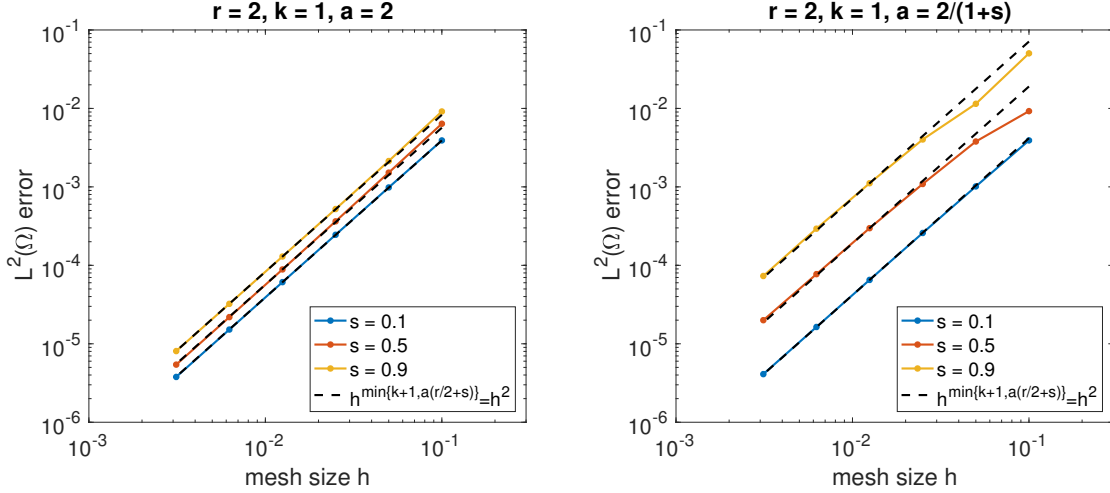 r = 2, k = 1, a = 2
10^-1
10^-2
10^-3
10^-4
10^-5
10^-6
L^2(Ω) error
s = 0.1
s = 0.5
s = 0.9
h^min{k+1,a(r/2+s)}=h^2
10^-3
10^-2
10^-1
mesh size h
r = 2, k = 1, a = 2/(1+s)
10^-1
10^-2
10^-3
10^-4
10^-5
10^-6
L^2(Ω) error
s = 0.1
s = 0.5
s = 0.9
h^min{k+1,a(r/2+s)}=h^2
10^-3
10^-2
10^-1
mesh size h